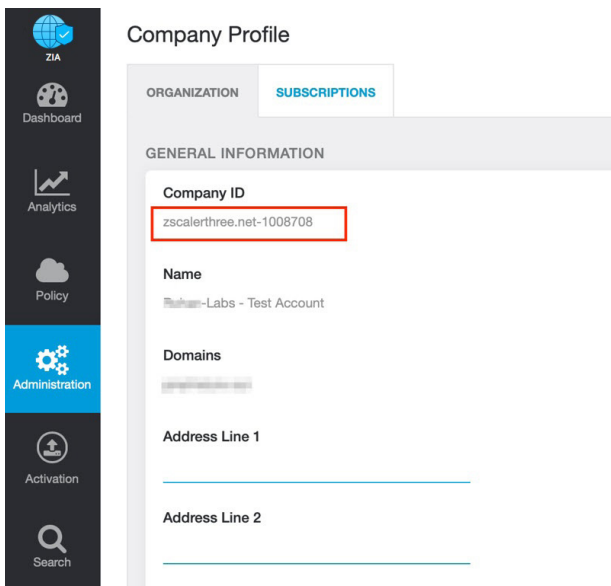 ZIA
Dashboard
Analytics
Policy
Administration
Activation
Search
Company Profile
ORGANIZATION SUBSCRIPTIONS
GENERAL INFORMATION
Company ID
zscalerthree.net-1008708
Name
-Labs - Test Account
Domains
Address Line 1
Address Line 2